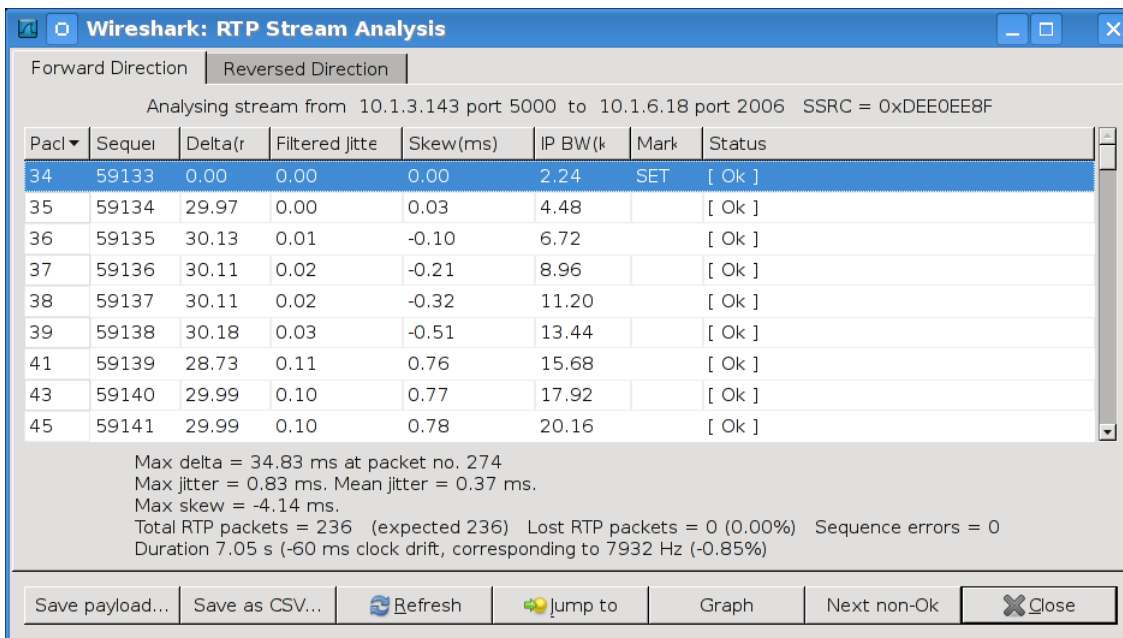 Wireshark: RTP Stream Analysis
Forward Direction Reversed Direction
Analysing stream from 10.1.3.143 port 5000 to 10.1.6.18 port 2006 SSRC = 0xDEE0EE8F
Pacl Sequer Delta(r Filtered Jitte Skew(ms) IP BW(k Mark Status
34 59133 0.00 0.00 0.00 2.24 SET [ Ok ]
35 59134 29.97 0.00 0.03 4.48 [ Ok ]
36 59135 30.13 0.01 -0.10 6.72 [ Ok ]
37 59136 30.11 0.02 -0.21 8.96 [ Ok ]
38 59137 30.11 0.02 -0.32 11.20 [ Ok ]
39 59138 30.18 0.03 -0.51 13.44 [ Ok ]
41 59139 28.73 0.11 0.76 15.68 [ Ok ]
43 59140 29.99 0.10 0.77 17.92 [ Ok ]
45 59141 29.99 0.10 0.78 20.16 [ Ok ]
Max delta = 34.83 ms at packet no. 274
Max jitter = 0.83 ms. Mean jitter = 0.37 ms.
Max skew = -4.14 ms.
Total RTP packets = 236 (expected 236) Lost RTP packets = 0 (0.00%) Sequence errors = 0
Duration 7.05 s (-60 ms clock drift, corresponding to 7932 Hz (-0.85%)
Save payload... Save as CSV... Refresh Jump to Graph Next non-Ok Close